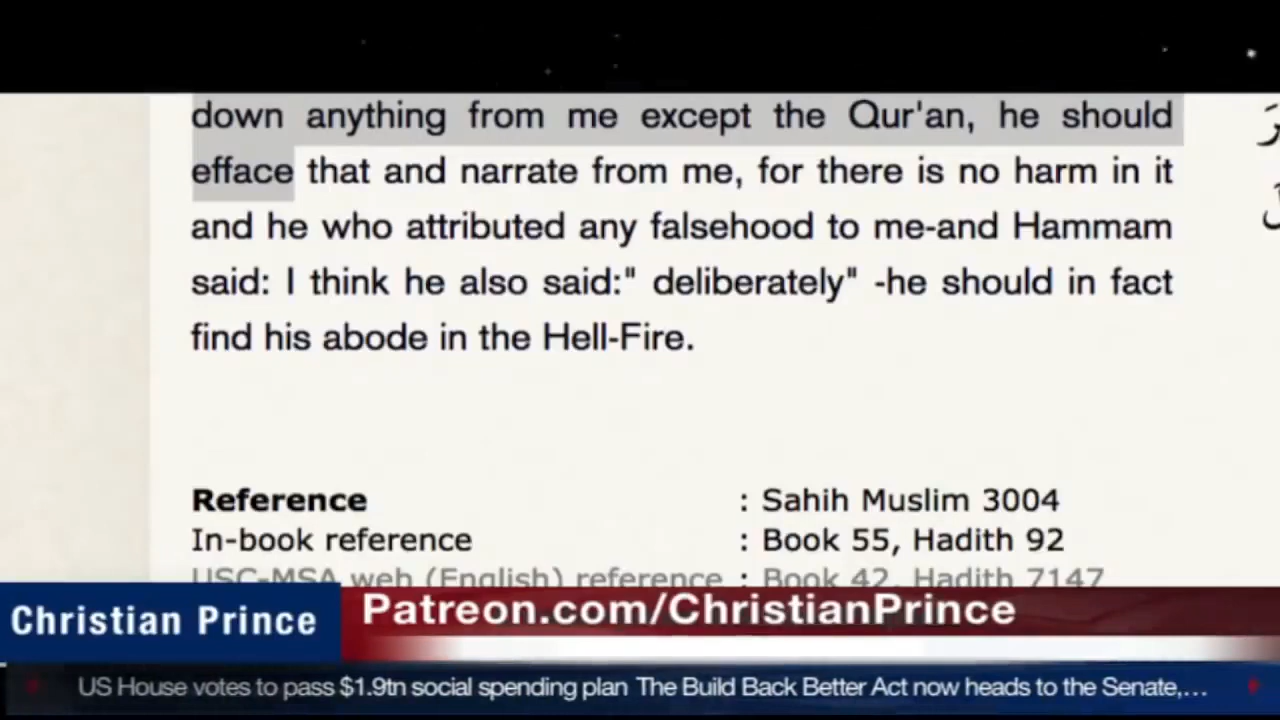 down anything from me except the Qur'an, he should
efface that and narrate from me, for there is no harm in it
and he who attributed any falsehood to me-and Hammam
said: I think he also said:" deliberately" -he should in fact
find his abode in the Hell-Fire.
Reference : Sahih Muslim 3004
In-book reference : Book 55, Hadith 92
USC-MSA web (English) reference : Book 42, Hadith 7147
Christian Prince
Patreon.com/ChristianPrince
US House votes to pass $1.9tn social spending plan The Build Back Better Act now heads to the Senate,...